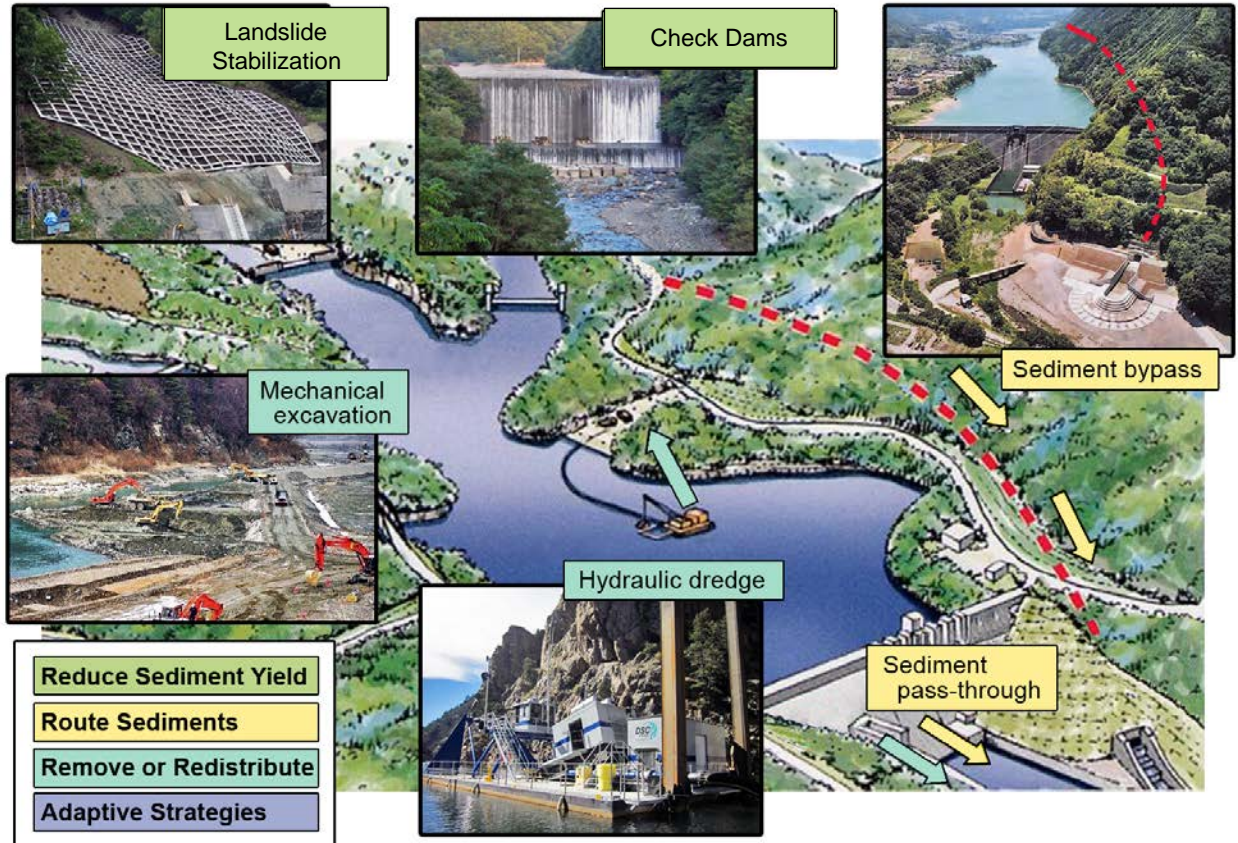 Landslide
Stabilization
Check Dams
Sediment bypass
Mechanical
excavation
Hydraulic dredge
DSC
Sediment
pass-through
Reduce Sediment Yield
Route Sediments
Remove or Redistribute
Adaptive Strategies